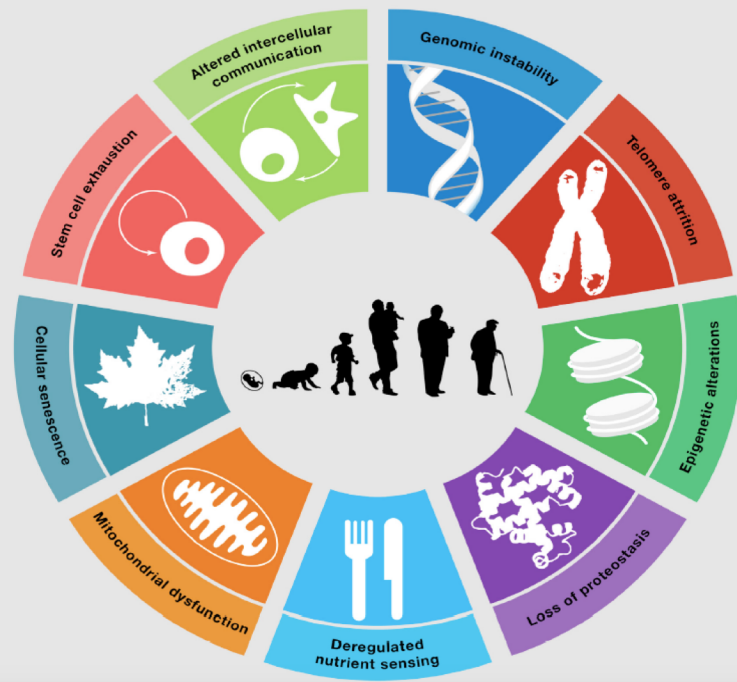 Altered intercellular
communication
Genomic instability
Telomere attrition
Epigenetic alterations
Loss of proteostasis
Deregulated
nutrient sensing
Mitochondrial dysfunction
Cellular senescence
Stem cell exhaustion